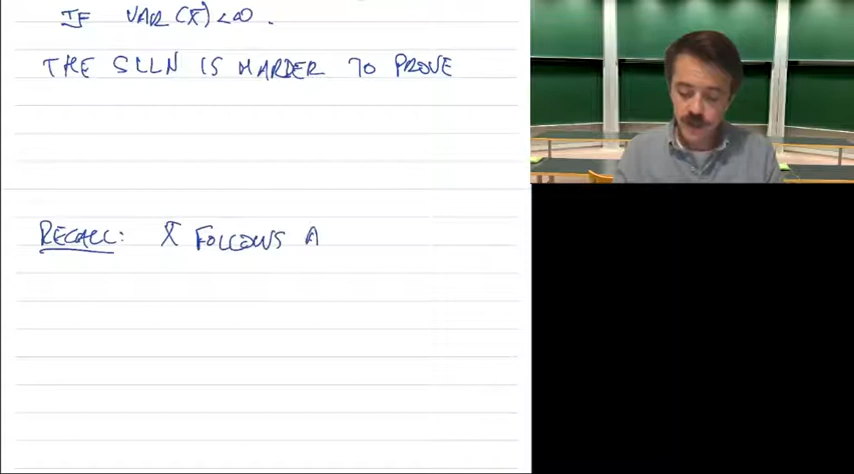 IF VAR(X) < ∞.
THE SLLN IS HARDER TO PROVE
RECALL: X FOLLOWS A